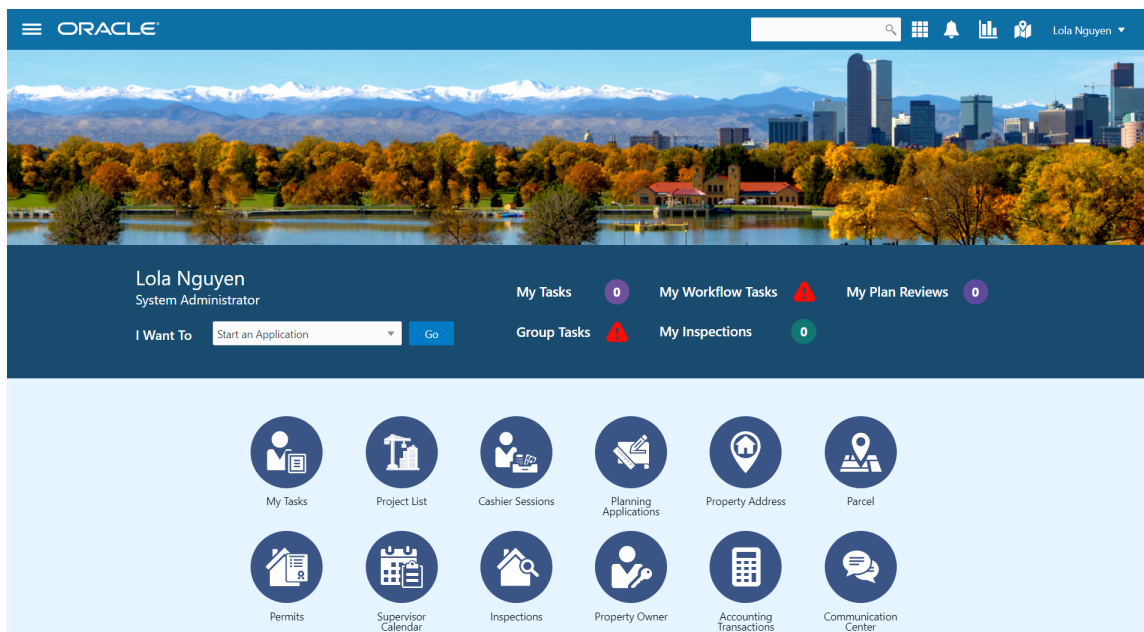 ORACLE
Lola Nguyen
Lola Nguyen
System Administrator
I Want To Start an Application Go
My Tasks 0 My Workflow Tasks My Plan Reviews 0
Group Tasks My Inspections 0
My Tasks
Project List
Cashier Sessions
Planning
Applications
Property Address
Parcel
Permits
Supervisor
Calendar
Inspections
Property Owner
Accounting
Transactions
Communication
Center